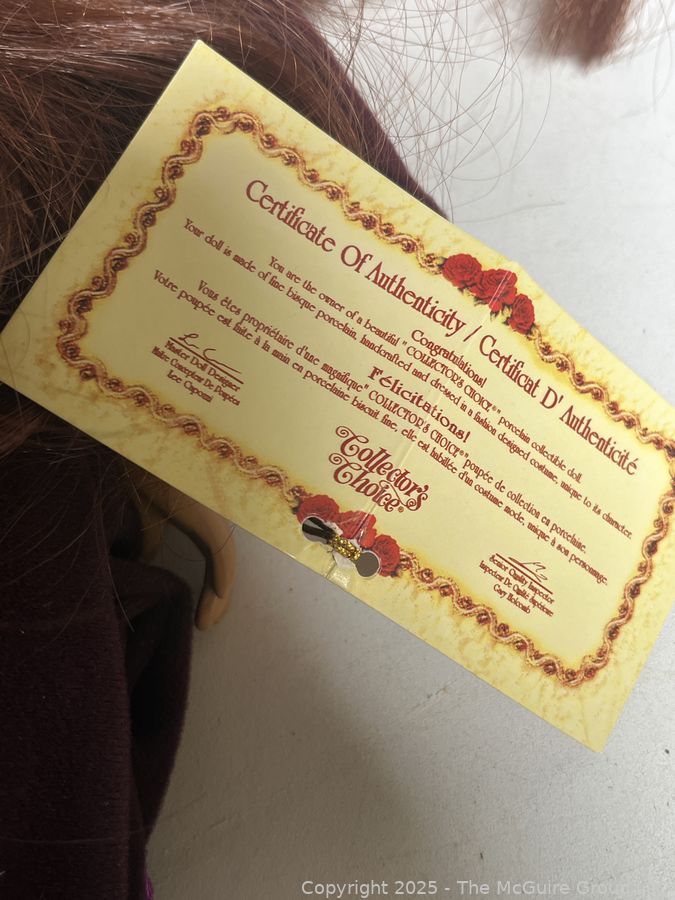 Certificate Of Authenticity / Certificat D' Authenticité
Congratulations!
You are the owner of a beautiful "COLLECTOR'S CHOICE"® porcelain collectible doll.
Your doll is made of fine bisque porcelain, handcrafted and dressed in a fashion designed costume, unique to its character.
Félicitations!
Vous êtes propriétaire d'une magnifique" COLLECTOR'S CHOICE"® poupée de collection en porcelaine.
Votre poupée est faite à la main en porcelaine biscuit fine, elle est habillée d'un costume mode, unique à son personnage.
Master Doll Designer
Maître Concepteur De Poupées
Lee Capozzi
Collector's
Choice®
Senior Quality Inspector
Inspecteur De Qualité Supérieure
Gary Holcomb
Copyright 2025 - The McGuire Group